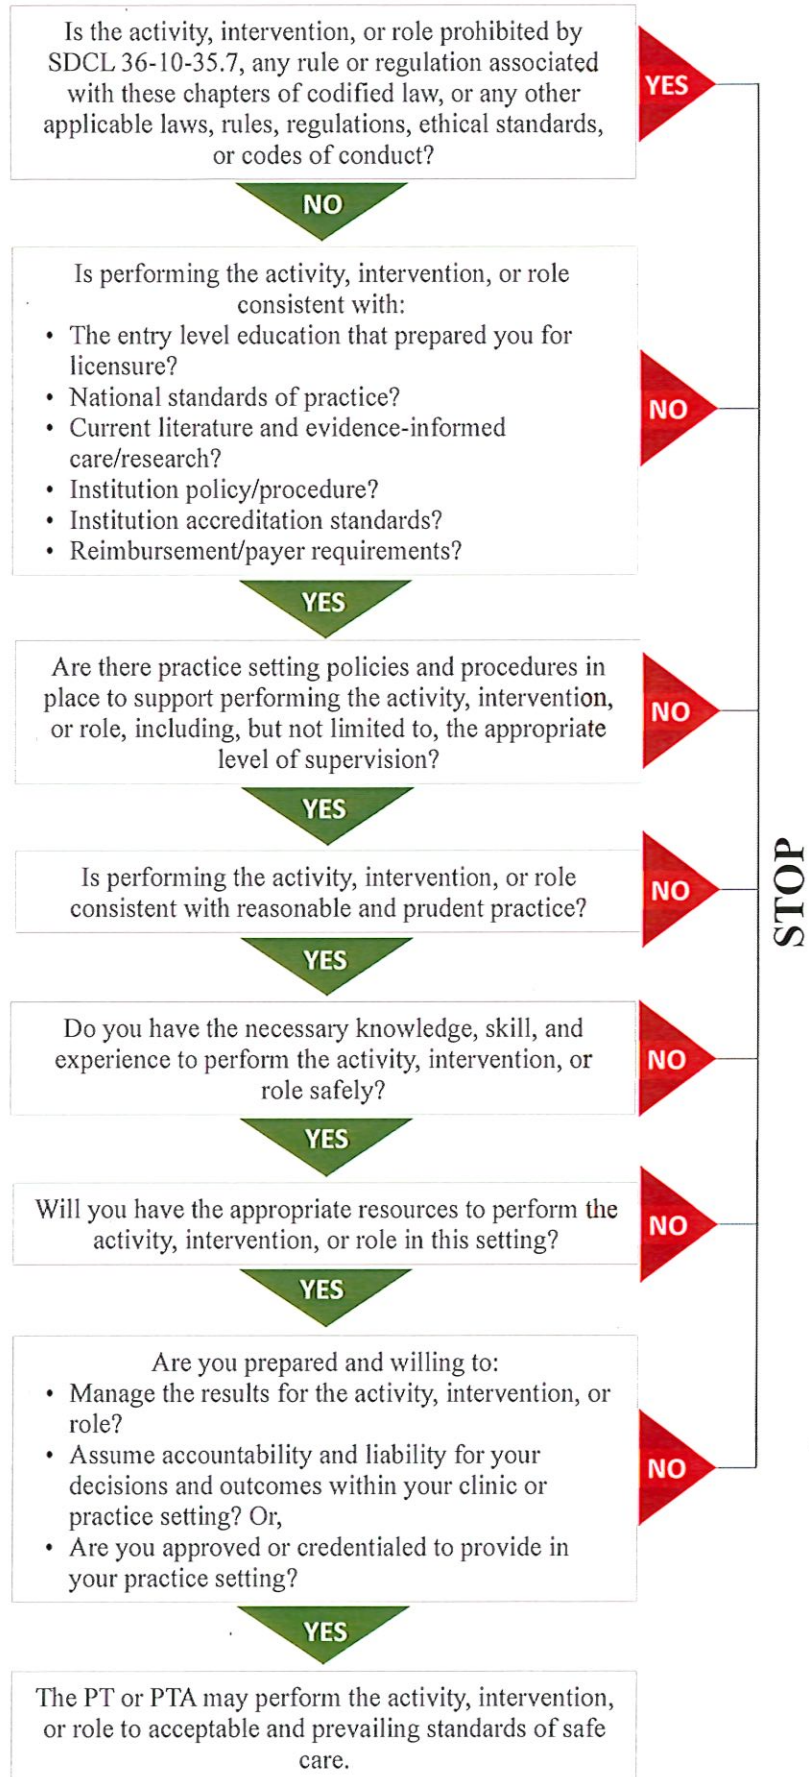 Is the activity, intervention, or role prohibited by
SDCL 36-10-35.7, any rule or regulation associated
with these chapters of codified law, or any other
applicable laws, rules, regulations, ethical standards,
or codes of conduct?
YES
NO
Is performing the activity, intervention, or role
consistent with:
• The entry level education that prepared you for
licensure?
• National standards of practice?
• Current literature and evidence-informed
care/research?
• Institution policy/procedure?
• Institution accreditation standards?
• Reimbursement/payer requirements?
NO
YES
Are there practice setting policies and procedures in
place to support performing the activity, intervention,
or role, including, but not limited to, the appropriate
level of supervision?
NO
YES
Is performing the activity, intervention, or role
consistent with reasonable and prudent practice?
NO
YES
Do you have the necessary knowledge, skill, and
experience to perform the activity, intervention, or
role safely?
NO
YES
Will you have the appropriate resources to perform the
activity, intervention, or role in this setting?
NO
YES
Are you prepared and willing to:
• Manage the results for the activity, intervention, or
role?
• Assume accountability and liability for your
decisions and outcomes within your clinic or
practice setting? Or,
• Are you approved or credentialed to provide in
your practice setting?
NO
YES
The PT or PTA may perform the activity, intervention,
or role to acceptable and prevailing standards of safe
care.
STOP